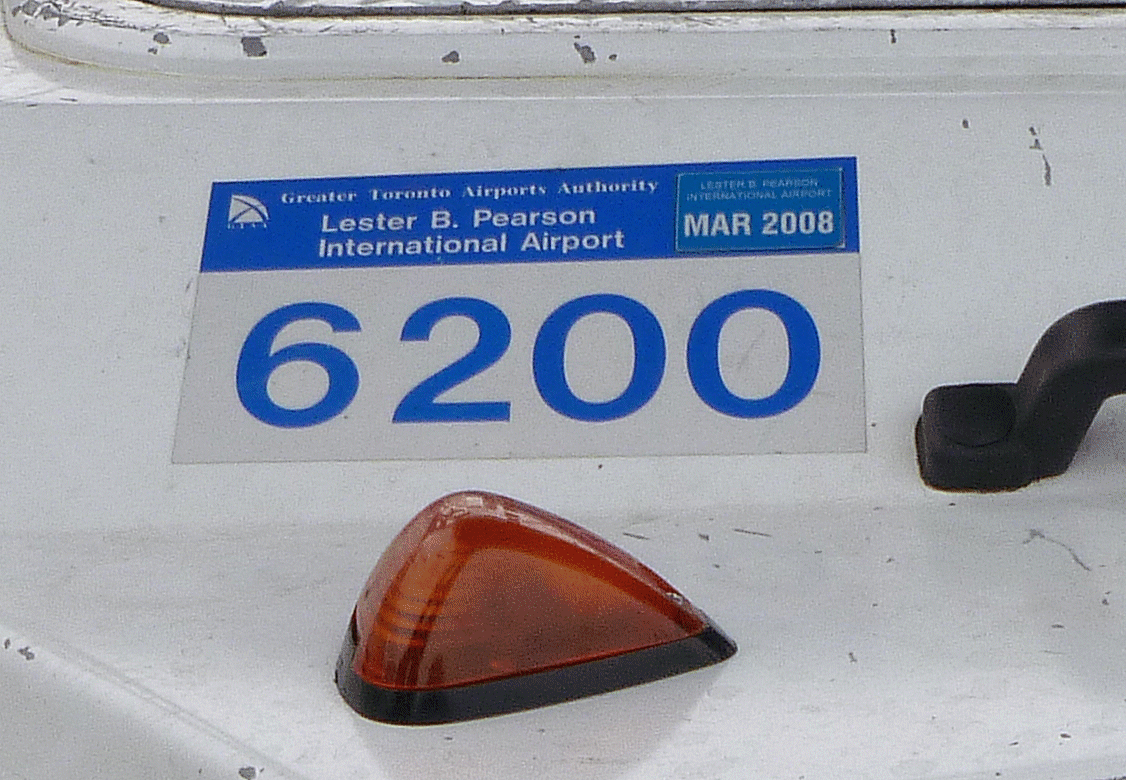 Greater Toronto Airports Authority
Lester B. Pearson
International Airport
LESTER B. PEARSON
INTERNATIONAL AIRPORT
MAR 2008
6200